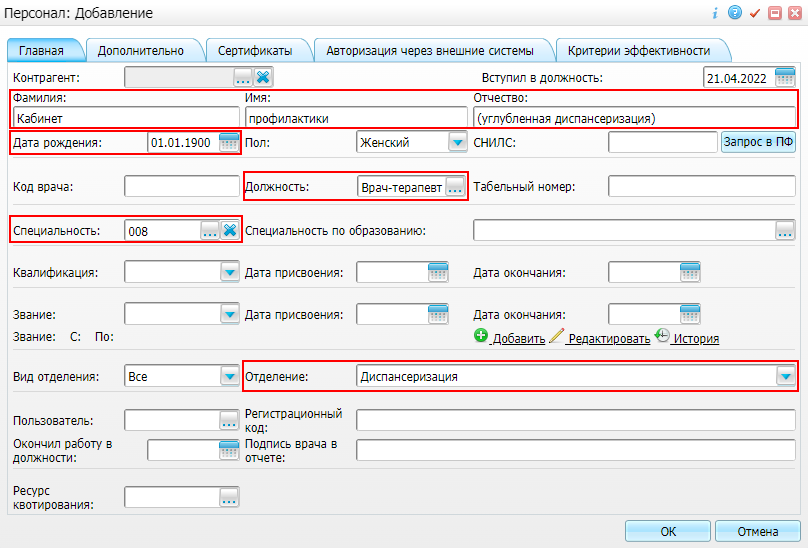 Персонал: Добавление
Главная Дополнительно Сертификаты Авторизация через внешние системы Критерии эффективности
Контрагент: ... Вступил в должность: 21.04.2022
Фамилия: Имя: Отчество:
Кабинет профилактики (углубленная диспансеризация)
Дата рождения: 01.01.1900 Пол: Женский СНИЛС: Запрос в ПФ
Код врача: Должность: Врач-терапевт ... Табельный номер:
Специальность: 008 ... Специальность по образованию: ...
Квалификация: Дата присвоения: Дата окончания:
Звание: Дата присвоения: Дата окончания:
Звание: С: По: Добавить Редактировать История
Вид отделения: Все Отделение: Диспансеризация
Пользователь: ... Регистрационный код:
Окончил работу в должности: Подпись врача в отчете:
Ресурс квотирования: ...
ОК Отмена